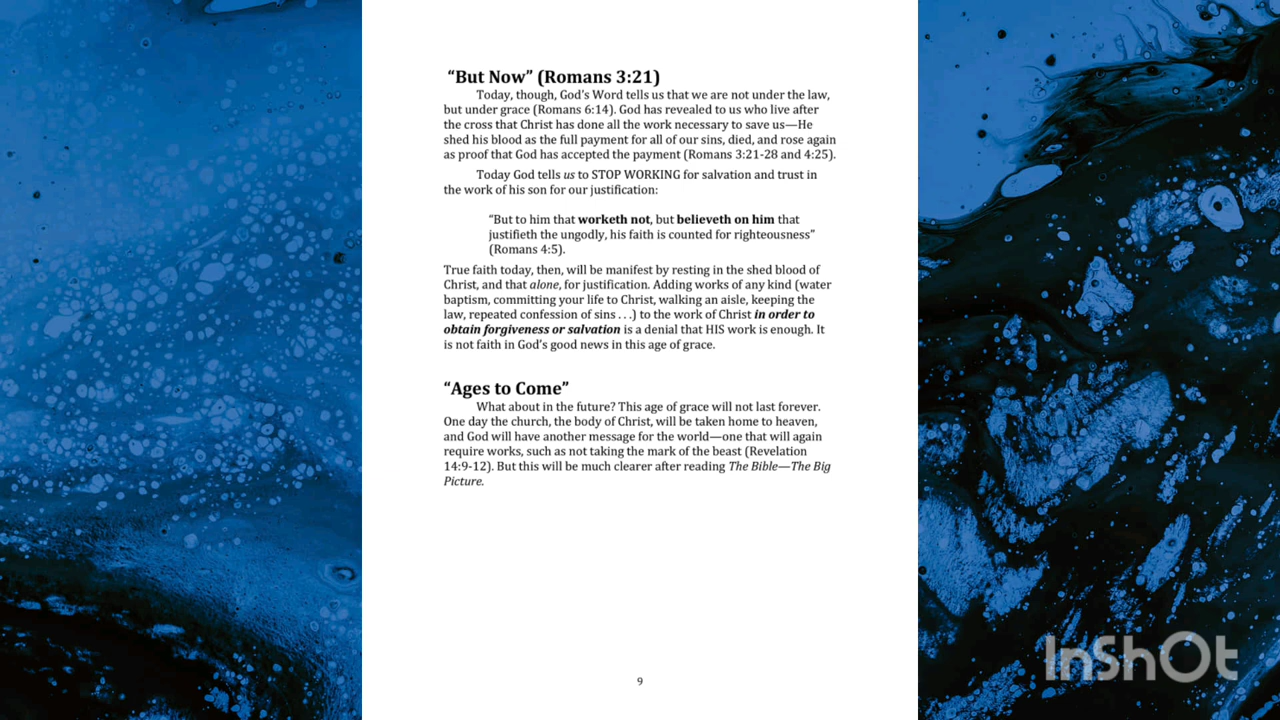 “But Now” (Romans 3:21)
Today, though, God’s Word tells us that we are not under the law,
but under grace (Romans 6:14). God has revealed to us who live after
the cross that Christ has done all the work necessary to save us—He
shed his blood as the full payment for all of our sins, died, and rose again
as proof that God has accepted the payment (Romans 3:21-28 and 4:25).
Today God tells us to STOP WORKING for salvation and trust in
the work of his son for our justification:
“But to him that worketh not, but believeth on him that
justifieth the ungodly, his faith is counted for righteousness”
(Romans 4:5).
True faith today, then, will be manifest by resting in the shed blood of
Christ, and that alone, for justification. Adding works of any kind (water
baptism, committing your life to Christ, walking an aisle, keeping the
law, repeated confession of sins . . .) to the work of Christ in order to
obtain forgiveness or salvation is a denial that HIS work is enough. It
is not faith in God’s good news in this age of grace.
“Ages to Come”
What about in the future? This age of grace will not last forever.
One day the church, the body of Christ, will be taken home to heaven,
and God will have another message for the world—one that will again
require works, such as not taking the mark of the beast (Revelation
14:9-12). But this will be much clearer after reading The Bible—The Big
Picture.
9
InShOt